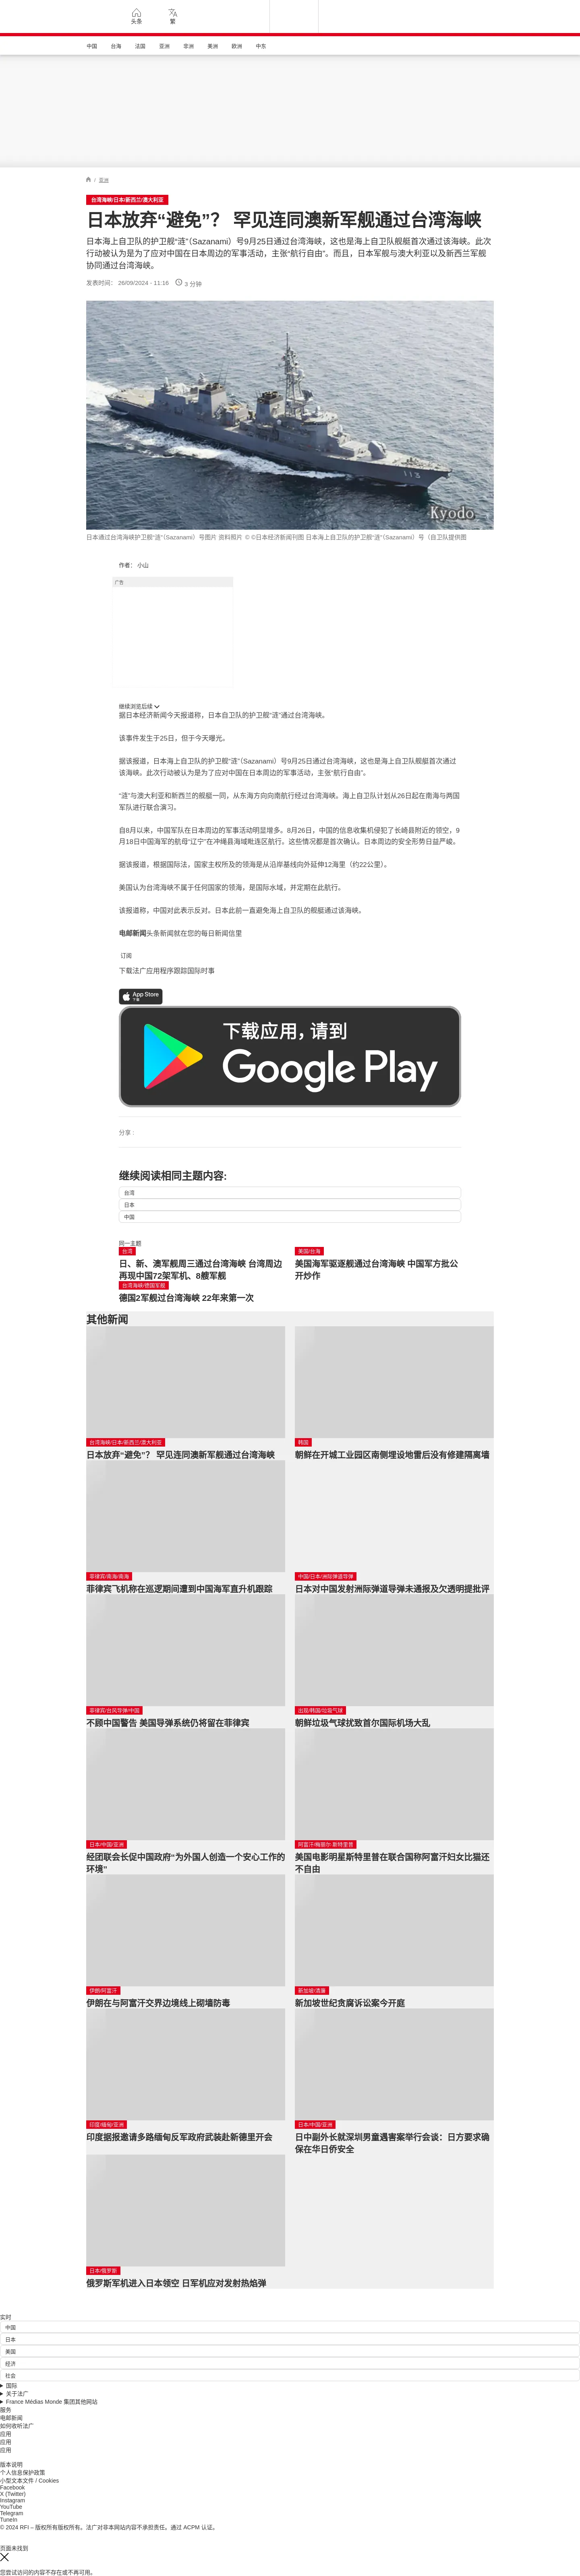 头条
繁
中国
台海
法国
亚洲
非洲
美洲
欧洲
中东
亚洲
台湾海峡/日本/新西兰/澳大利亚
日本放弃“避免”？ 罕见连同澳新军舰通过台湾海峡
日本海上自卫队的护卫舰“涟”（Sazanami）号9月25日通过台湾海峡，这也是海上自卫队舰艇首次通过该海峡。此次
行动被认为是为了应对中国在日本周边的军事活动，主张“航行自由”。而且，日本军舰与澳大利亚以及新西兰军舰
协同通过台湾海峡。
发表时间： 26/09/2024 - 11:16
3 分钟
113
Kyodo
日本通过台湾海峡护卫舰“涟”（Sazanami）号图片 资料照片 © ©日本经济新闻刊图 日本海上自卫队的护卫舰“涟”（Sazanami）号（自卫队提供图
作者： 小山
广告
继续浏览后续
据日本经济新闻今天报道称，日本自卫队的护卫舰“涟”通过台湾海峡。
该事件发生于25日，但于今天曝光。
据该报道，日本海上自卫队的护卫舰“涟”（Sazanami）号9月25日通过台湾海峡，这也是海上自卫队舰艇首次通过
该海峡。此次行动被认为是为了应对中国在日本周边的军事活动，主张“航行自由”。
“涟”与澳大利亚和新西兰的舰艇一同，从东海方向向南航行经过台湾海峡。海上自卫队计划从26日起在南海与两国
军队进行联合演习。
自8月以来，中国军队在日本周边的军事活动明显增多。8月26日，中国的信息收集机侵犯了长崎县附近的领空，9
月18日中国海军的航母“辽宁”在冲绳县海域毗连区航行。这些情况都是首次确认。日本周边的安全形势日益严峻。
据该报道，根据国际法，国家主权所及的领海是从沿岸基线向外延伸12海里（约22公里）。
美国认为台湾海峡不属于任何国家的领海，是国际水域，并定期在此航行。
该报道称，中国对此表示反对。日本此前一直避免海上自卫队的舰艇通过该海峡。
电邮新闻头条新闻就在您的每日新闻信里
订阅
下载法广应用程序跟踪国际时事
App Store
下载
下载应用，请到
Google Play
分享 :
继续阅读相同主题内容:
台湾
日本
中国
同一主题
台湾
日、新、澳军舰周三通过台湾海峡 台湾周边
再现中国72架军机、8艘军舰
美国/台海
美国海军驱逐舰通过台湾海峡 中国军方批公
开炒作
台湾海峡/德国军舰
德国2军舰过台湾海峡 22年来第一次
其他新闻
台湾海峡/日本/新西兰/澳大利亚
日本放弃“避免”？ 罕见连同澳新军舰通过台湾海峡
韩国
朝鲜在开城工业园区南侧埋设地雷后没有修建隔离墙
菲律宾/南海/南海
菲律宾飞机称在巡逻期间遭到中国海军直升机跟踪
中国/日本/洲际弹道导弹
日本对中国发射洲际弹道导弹未通报及欠透明提批评
菲律宾/台风导弹/中国
不顾中国警告 美国导弹系统仍将留在菲律宾
出版/韩国/垃圾气球
朝鲜垃圾气球扰致首尔国际机场大乱
日本/中国/亚洲
经团联会长促中国政府“为外国人创造一个安心工作的
环境”
阿富汗/梅丽尔·斯特里普
美国电影明星斯特里普在联合国称阿富汗妇女比猫还
不自由
伊朗/阿富汗
伊朗在与阿富汗交界边境线上砌墙防毒
新加坡/清廉
新加坡世纪贪腐诉讼案今开庭
印度/缅甸/亚洲
印度据报邀请多路缅甸反军政府武装赴新德里开会
日本/中国/亚洲
日中副外长就深圳男童遇害案举行会谈：日方要求确
保在华日侨安全
日本/俄罗斯
俄罗斯军机进入日本领空 日军机应对发射热焰弹
实时
中国
日本
美国
经济
社会
国际
关于法广
France Médias Monde 集团其他网站
服务
电邮新闻
如何收听法广
应用
应用
应用
版本说明
个人信息保护政策
小型文本文件 / Cookies
Facebook
X (Twitter)
Instagram
YouTube
Telegram
TuneIn
© 2024 RFI – 版权所有版权所有。法广对非本网站内容不承担责任。通过 ACPM 认证。
页面未找到
您尝试访问的内容不存在或不再可用。